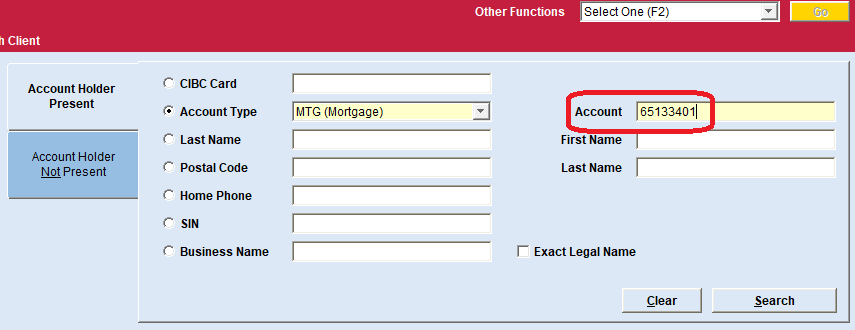 Other Functions Select One (F2) Go
h Client
Account Holder
Present
Account Holder
Not Present
CIBC Card
Account Type MTG (Mortgage) Account 65133401
Last Name First Name
Postal Code Last Name
Home Phone
SIN
Business Name Exact Legal Name
Clear Search